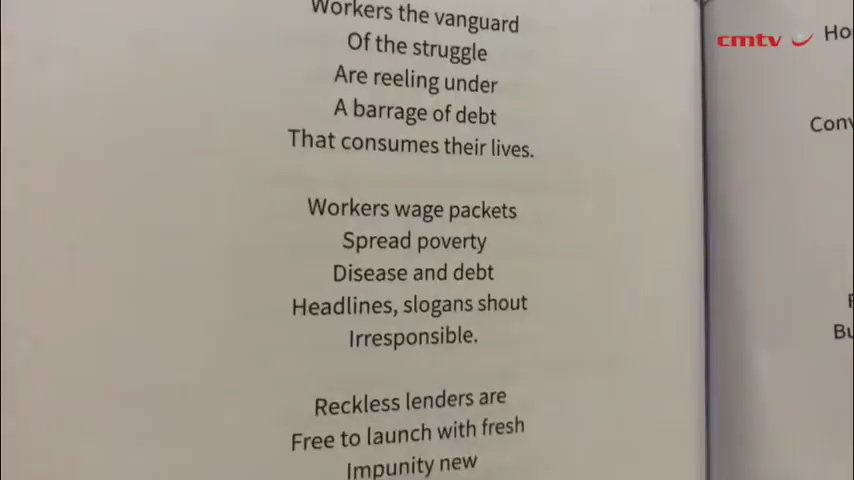 Workers the vanguard
Of the struggle
Are reeling under
A barrage of debt
That consumes their lives.
Workers wage packets
Spread poverty
Disease and debt
Headlines, slogans shout
Irresponsible.
Reckless lenders are
Free to launch with fresh
Impunity new
cmtv
Ho
Conv
Bu